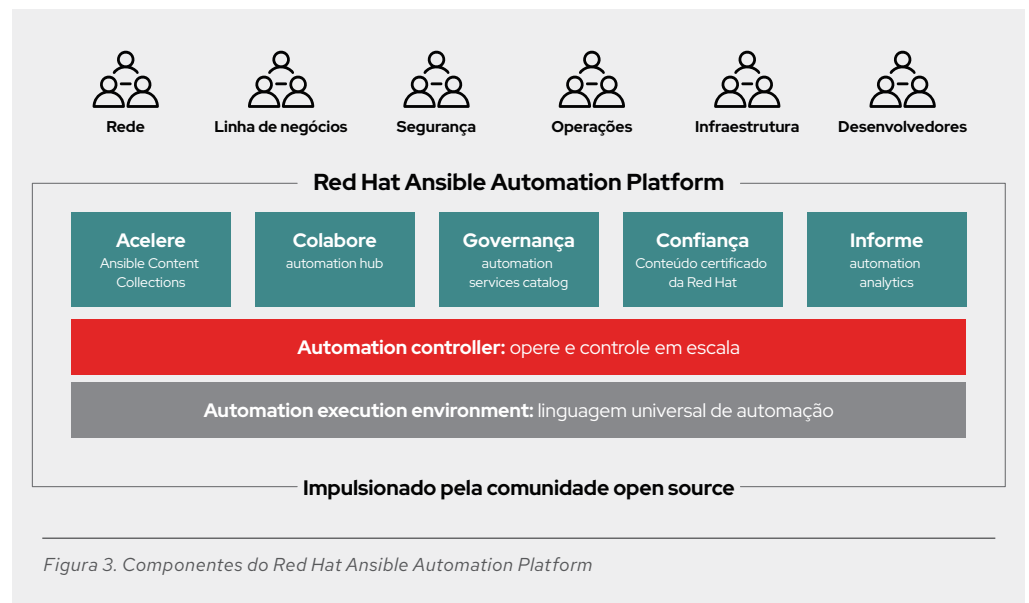 Rede
Linha de negócios
Segurança
Operações
Infraestrutura
Desenvolvedores
Red Hat Ansible Automation Platform
Acelere
Ansible Content
Collections
Colabore
automation hub
Governança
automation
services catalog
Confiança
Conteúdo certificado
da Red Hat
Informe
automation
analytics
Automation controller: opere e controle em escala
Automation execution environment: linguagem universal de automação
Impulsionado pela comunidade open source
Figura 3. Componentes do Red Hat Ansible Automation Platform